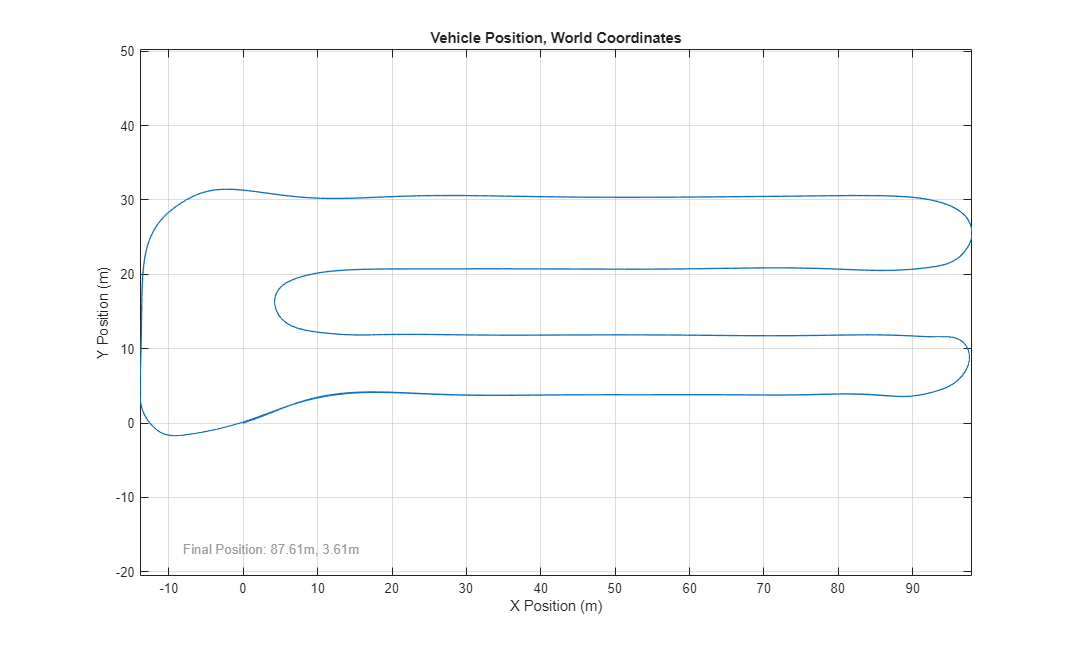 Vehicle Position, World Coordinates
50
40
30
20
10
0
-10
-20
Y Position (m)
Final Position: 87.61m, 3.61m
-10 0 10 20 30 40 50 60 70 80 90
X Position (m)